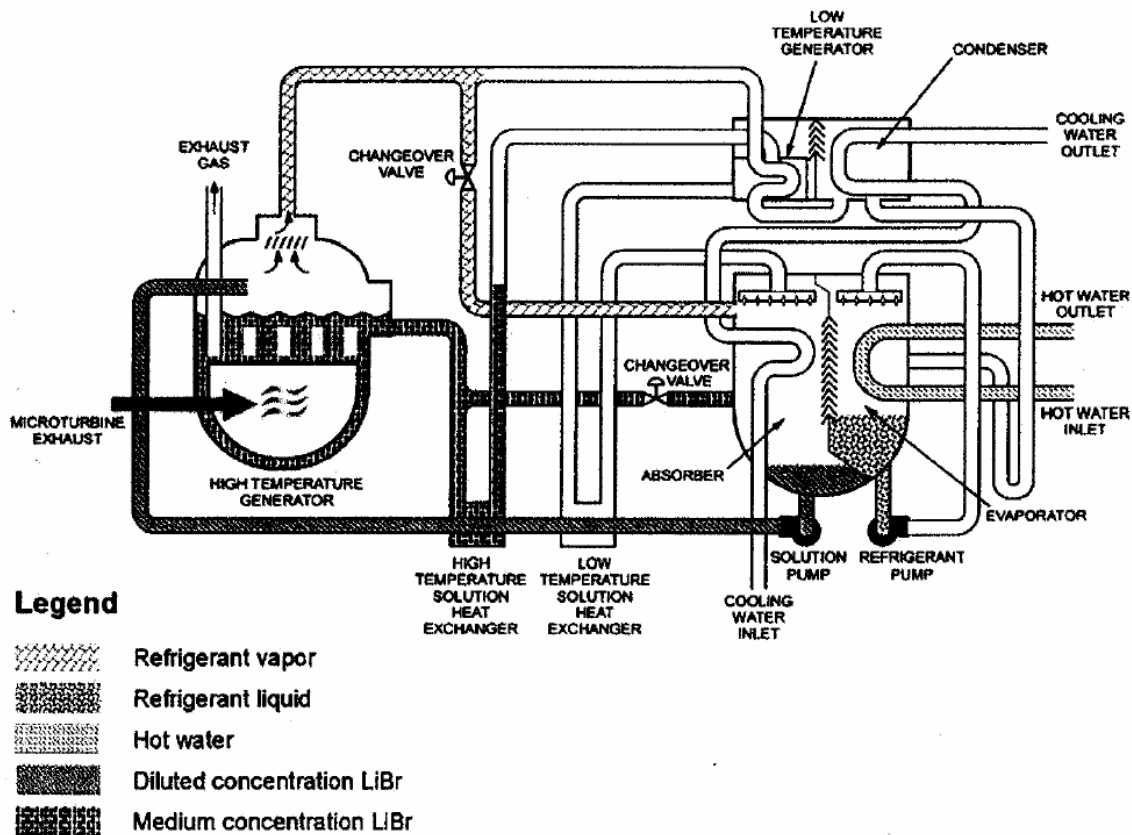 LOW
TEMPERATURE
GENERATOR
CONDENSER
COOLING
WATER
OUTLET
EXHAUST
GAS
CHANGEOVER
VALVE
HOT WATER
OUTLET
CHANGEOVER
VALVE
MICROTURBINE
EXHAUST
HOT WATER
INLET
HIGH TEMPERATURE
GENERATOR
ABSORBER
EVAPORATOR
SOLUTION
PUMP
REFRIGERANT
PUMP
HIGH
TEMPERATURE
SOLUTION
HEAT
EXCHANGER
LOW
TEMPERATURE
SOLUTION
HEAT
EXCHANGER
COOLING
WATER
INLET
Legend
Refrigerant vapor
Refrigerant liquid
Hot water
Diluted concentration LiBr
Medium concentration LiBr